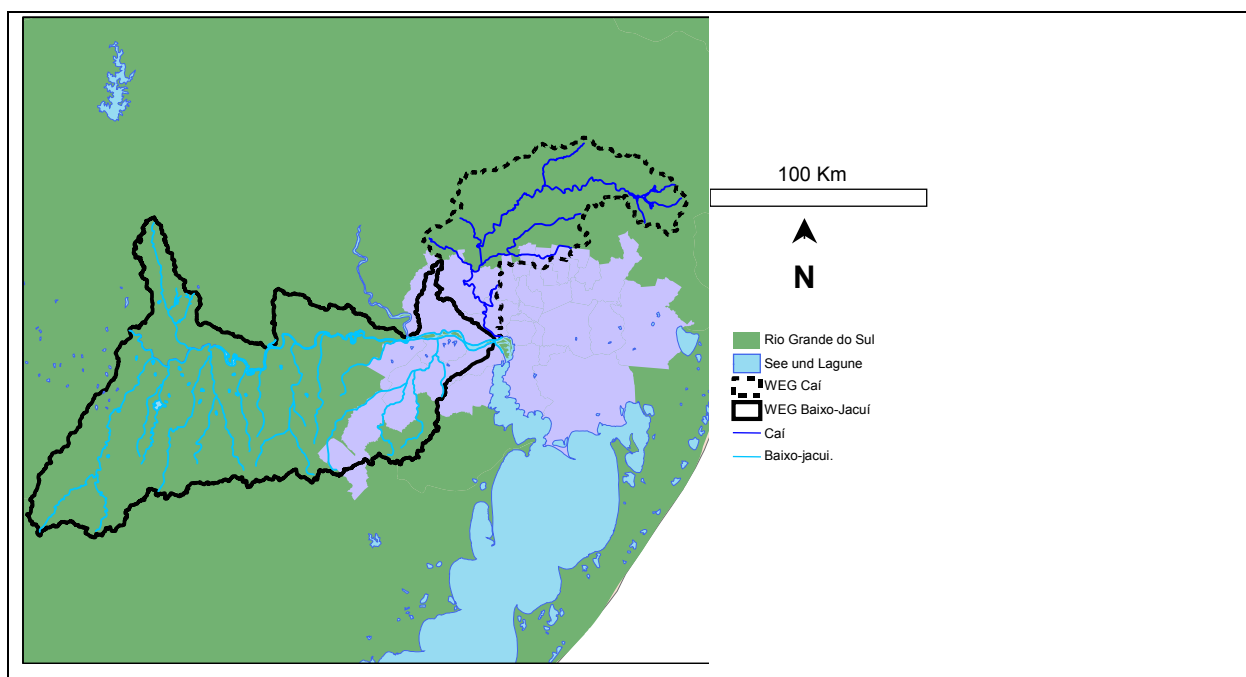 100 Km
N
Rio Grande do Sul
See und Lagune
WEG Caí
WEG Baixo-Jacuí
Caí
Baixo-jacui.